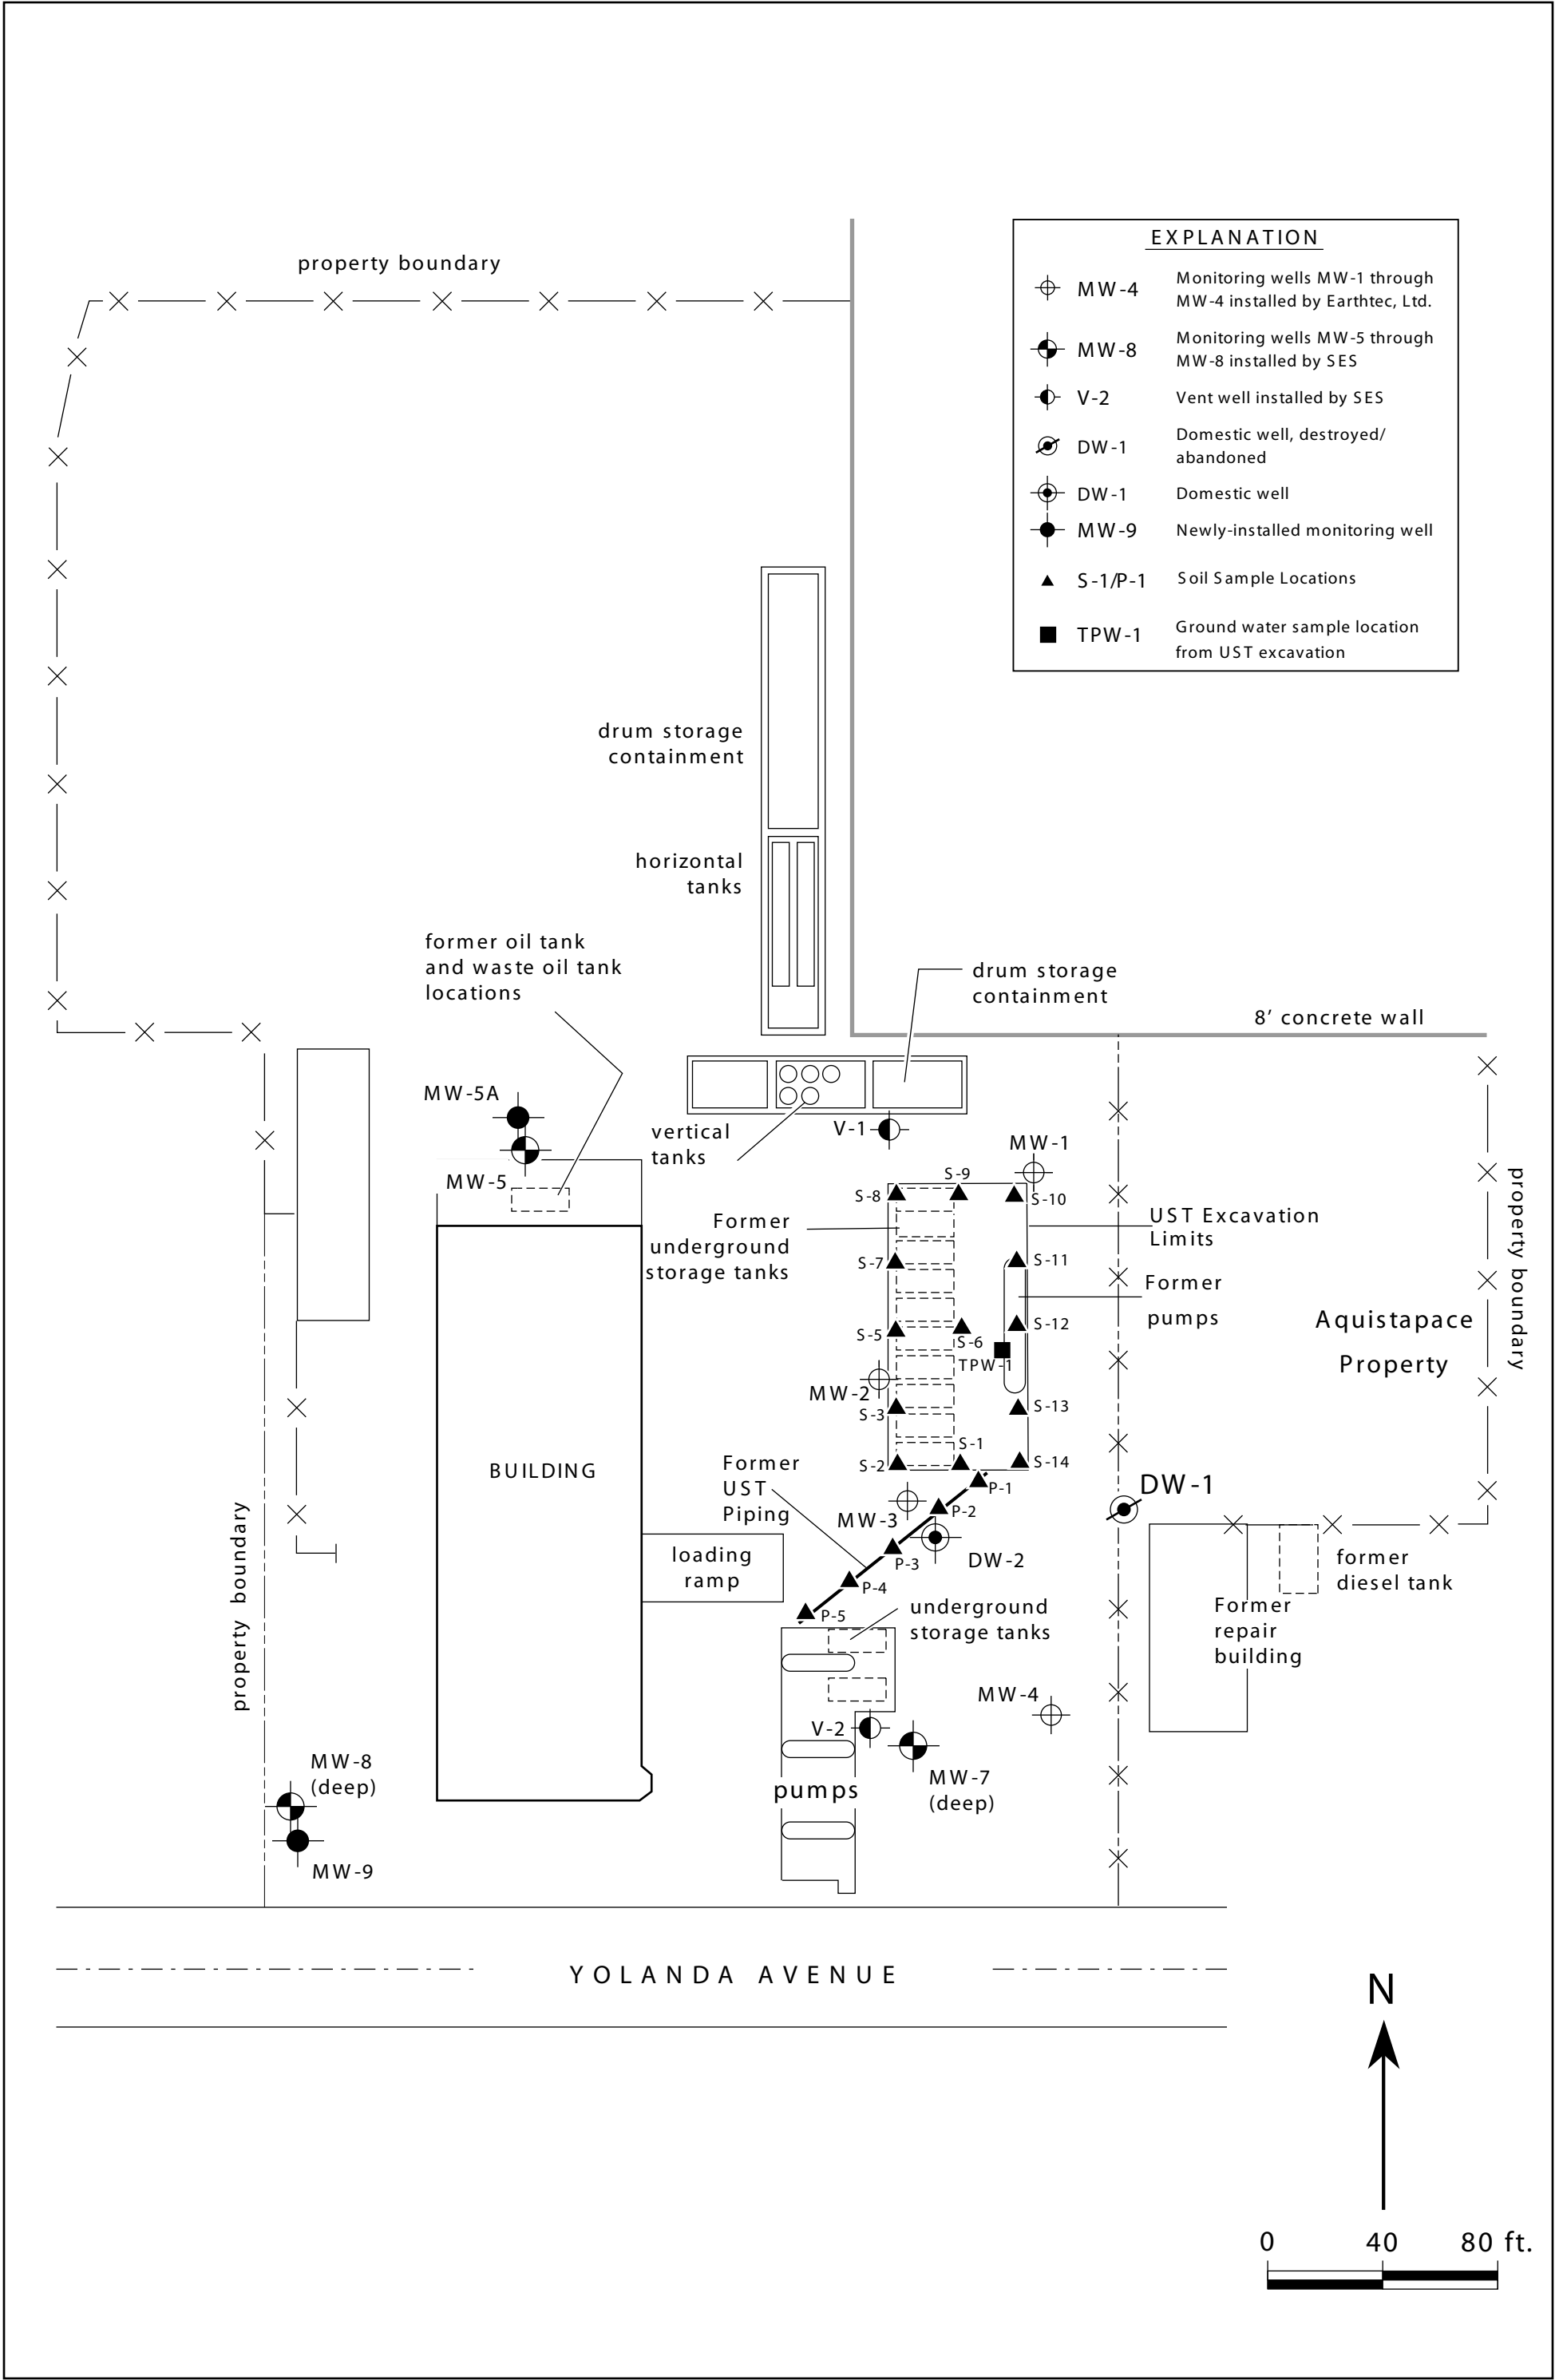 property boundary
EXPLANATION
MW-4 Monitoring wells MW-1 through
MW-4 installed by Earthtec, Ltd.
MW-8 Monitoring wells MW-5 through
MW-8 installed by SES
V-2 Vent well installed by SES
DW-1 Domestic well, destroyed/
abandoned
DW-1 Domestic well
MW-9 Newly-installed monitoring well
S-1/P-1 Soil Sample Locations
TPW-1 Ground water sample location
from UST excavation
drum storage
containment
horizontal
tanks
former oil tank
and waste oil tank
locations
drum storage
containment
8’ concrete wall
MW-5A
vertical
tanks
V-1
MW-1
MW-5
S-9
S-8
S-10
Former
underground
storage tanks
UST Excavation
Limits
S-7
S-11
Former
pumps
S-5
S-6
S-12
TPW-1
Aquistapace
Property
property boundary
MW-2
S-3
S-13
S-1
S-2
S-14
BUILDING
Former
UST
Piping
P-1
DW-1
P-2
MW-3
P-3
DW-2
loading
ramp
P-4
former
diesel tank
P-5
underground
storage tanks
Former
repair
building
property boundary
MW-4
V-2
MW-7
(deep)
pumps
MW-8
(deep)
MW-9
YOLANDA AVENUE
N
0 40 80 ft.